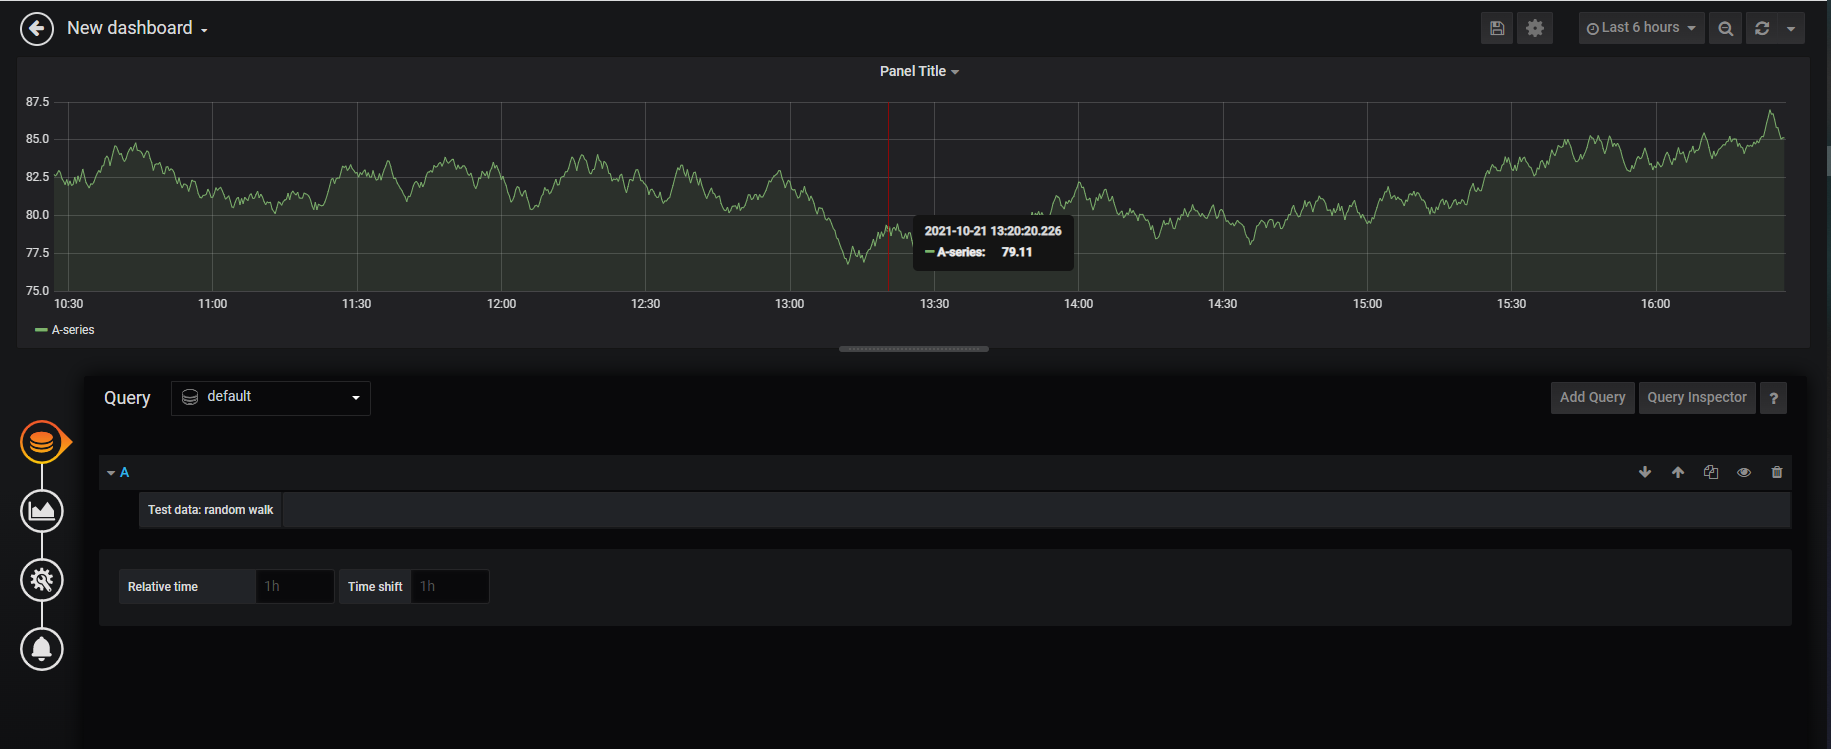 New dashboard
Last 6 hours
Panel Title
87.5
85.0
82.5
80.0
77.5
75.0
2021-10-21 13:20:20.226
A-series: 79.11
10:30 11:00 11:30 12:00 12:30 13:00 13:30 14:00 14:30 15:00 15:30 16:00
A-series
Query default Add Query Query Inspector ?
A
Test data: random walk
Relative time 1h Time shift 1h